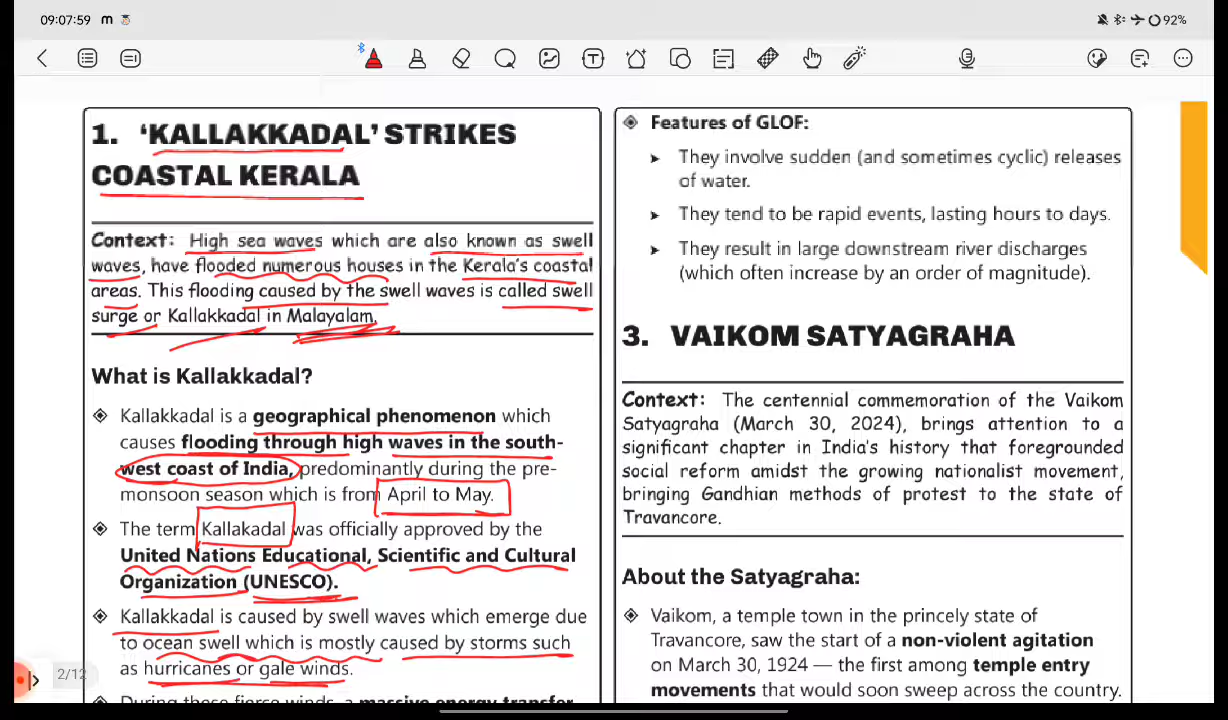 09:07:59 m
92%
1. ‘KALLAKKADAL’ STRIKES
COASTAL KERALA
Context: High sea waves which are also known as swell
waves, have flooded numerous houses in the Kerala's coastal
areas. This flooding caused by the swell waves is called swell
surge or Kallakkadal in Malayalam.
What is Kallakkadal?
Kallakkadal is a geographical phenomenon which
causes flooding through high waves in the south-
west coast of India, predominantly during the pre-
monsoon season which is from April to May.
The term Kallakadal was officially approved by the
United Nations Educational, Scientific and Cultural
Organization (UNESCO).
Kallakkadal is caused by swell waves which emerge due
to ocean swell which is mostly caused by storms such
as hurricanes or gale winds.
During these fierce winds, a massive energy transfer
2/12
Features of GLOF:
They involve sudden (and sometimes cyclic) releases
of water.
They tend to be rapid events, lasting hours to days.
They result in large downstream river discharges
(which often increase by an order of magnitude).
3. VAIKOM SATYAGRAHA
Context: The centennial commemoration of the Vaikom
Satyagraha (March 30, 2024), brings attention to a
significant chapter in India's history that foregrounded
social reform amidst the growing nationalist movement,
bringing Gandhian methods of protest to the state of
Travancore.
About the Satyagraha:
Vaikom, a temple town in the princely state of
Travancore, saw the start of a non-violent agitation
on March 30, 1924 — the first among temple entry
movements that would soon sweep across the country.